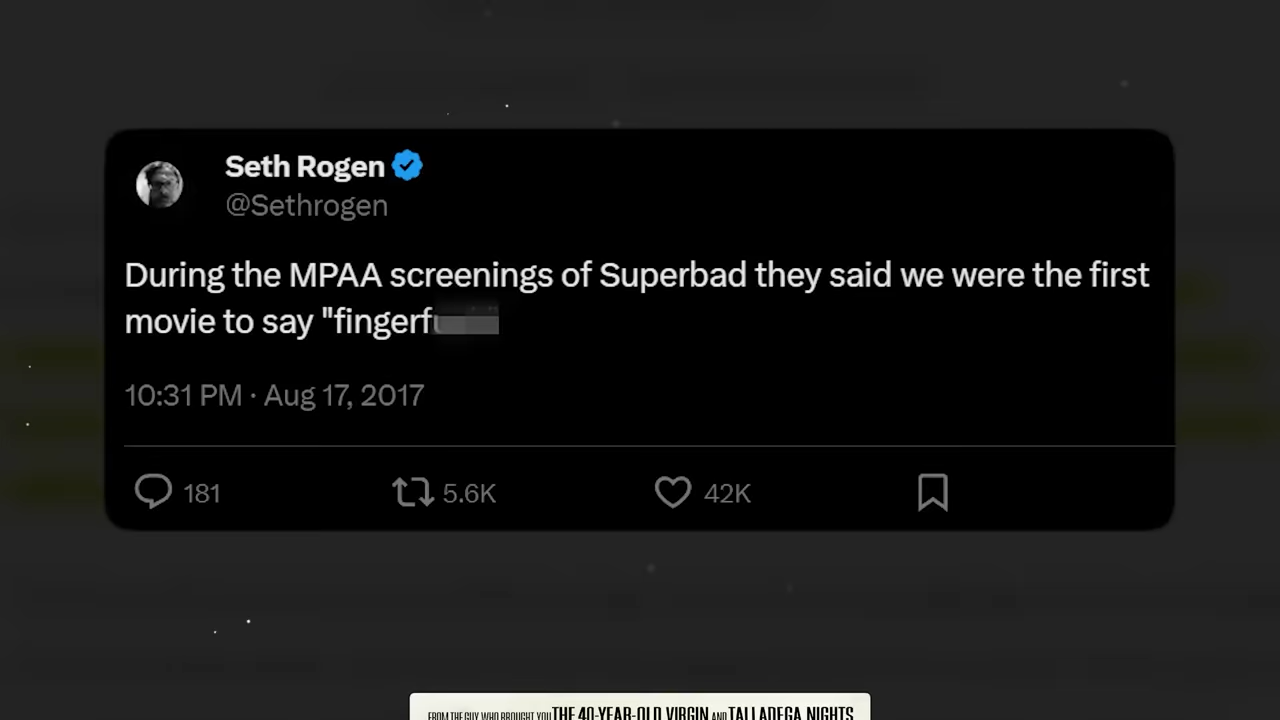 Seth Rogen
@Sethrogen
During the MPAA screenings of Superbad they said we were the first
movie to say "fingerf
10:31 PM · Aug 17, 2017
181 5.6K 42K
FROM THE GUY WHO BROUGHT YOU THE 40-YEAR-OLD VIRGIN AND TALLADEGA NIGHTS